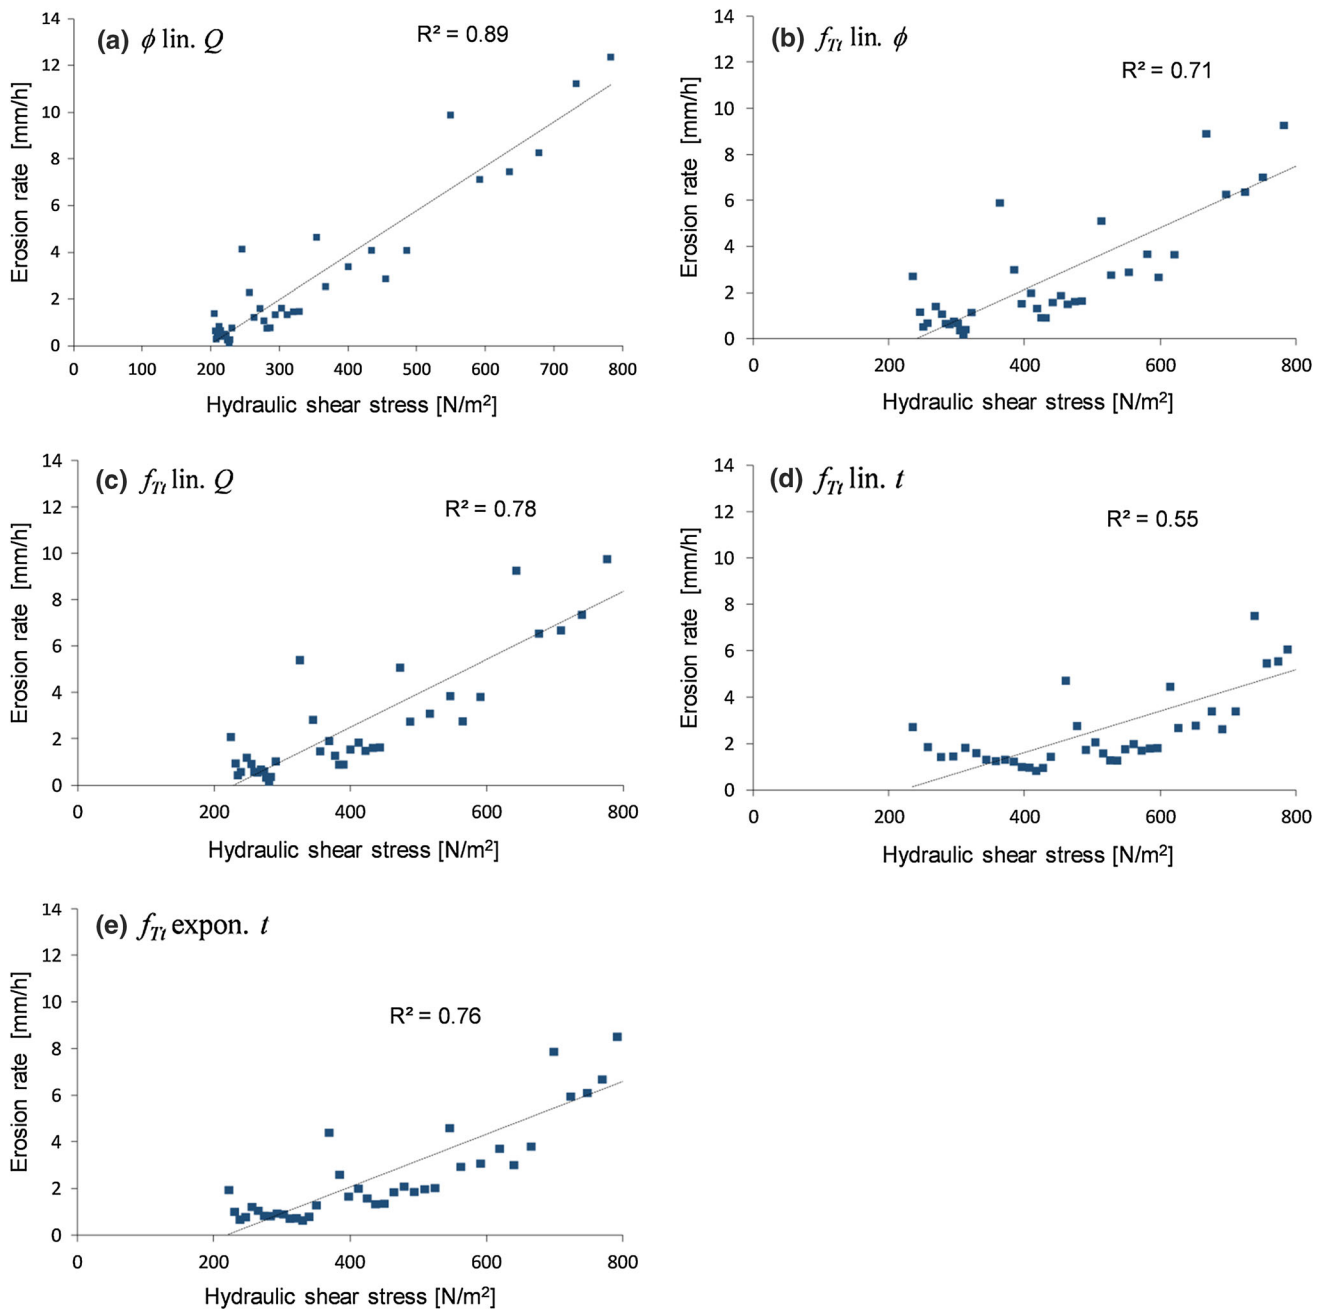 (a) ϕ lin. Q
R² = 0.89
14
12
10
8
6
4
2
0
Erosion rate [mm/h]
0 100 200 300 400 500 600 700 800
Hydraulic shear stress [N/m²]
(b) f_Tt lin. ϕ
R² = 0.71
14
12
10
8
6
4
2
0
Erosion rate [mm/h]
0 200 400 600 800
Hydraulic shear stress [N/m²]
(c) f_Tt lin. Q
R² = 0.78
14
12
10
8
6
4
2
0
Erosion rate [mm/h]
0 200 400 600 800
Hydraulic shear stress [N/m²]
(d) f_Tt lin. t
R² = 0.55
14
12
10
8
6
4
2
0
Erosion rate [mm/h]
0 200 400 600 800
Hydraulic shear stress [N/m²]
(e) f_Tt expon. t
R² = 0.76
14
12
10
8
6
4
2
0
Erosion rate [mm/h]
0 200 400 600 800
Hydraulic shear stress [N/m²]